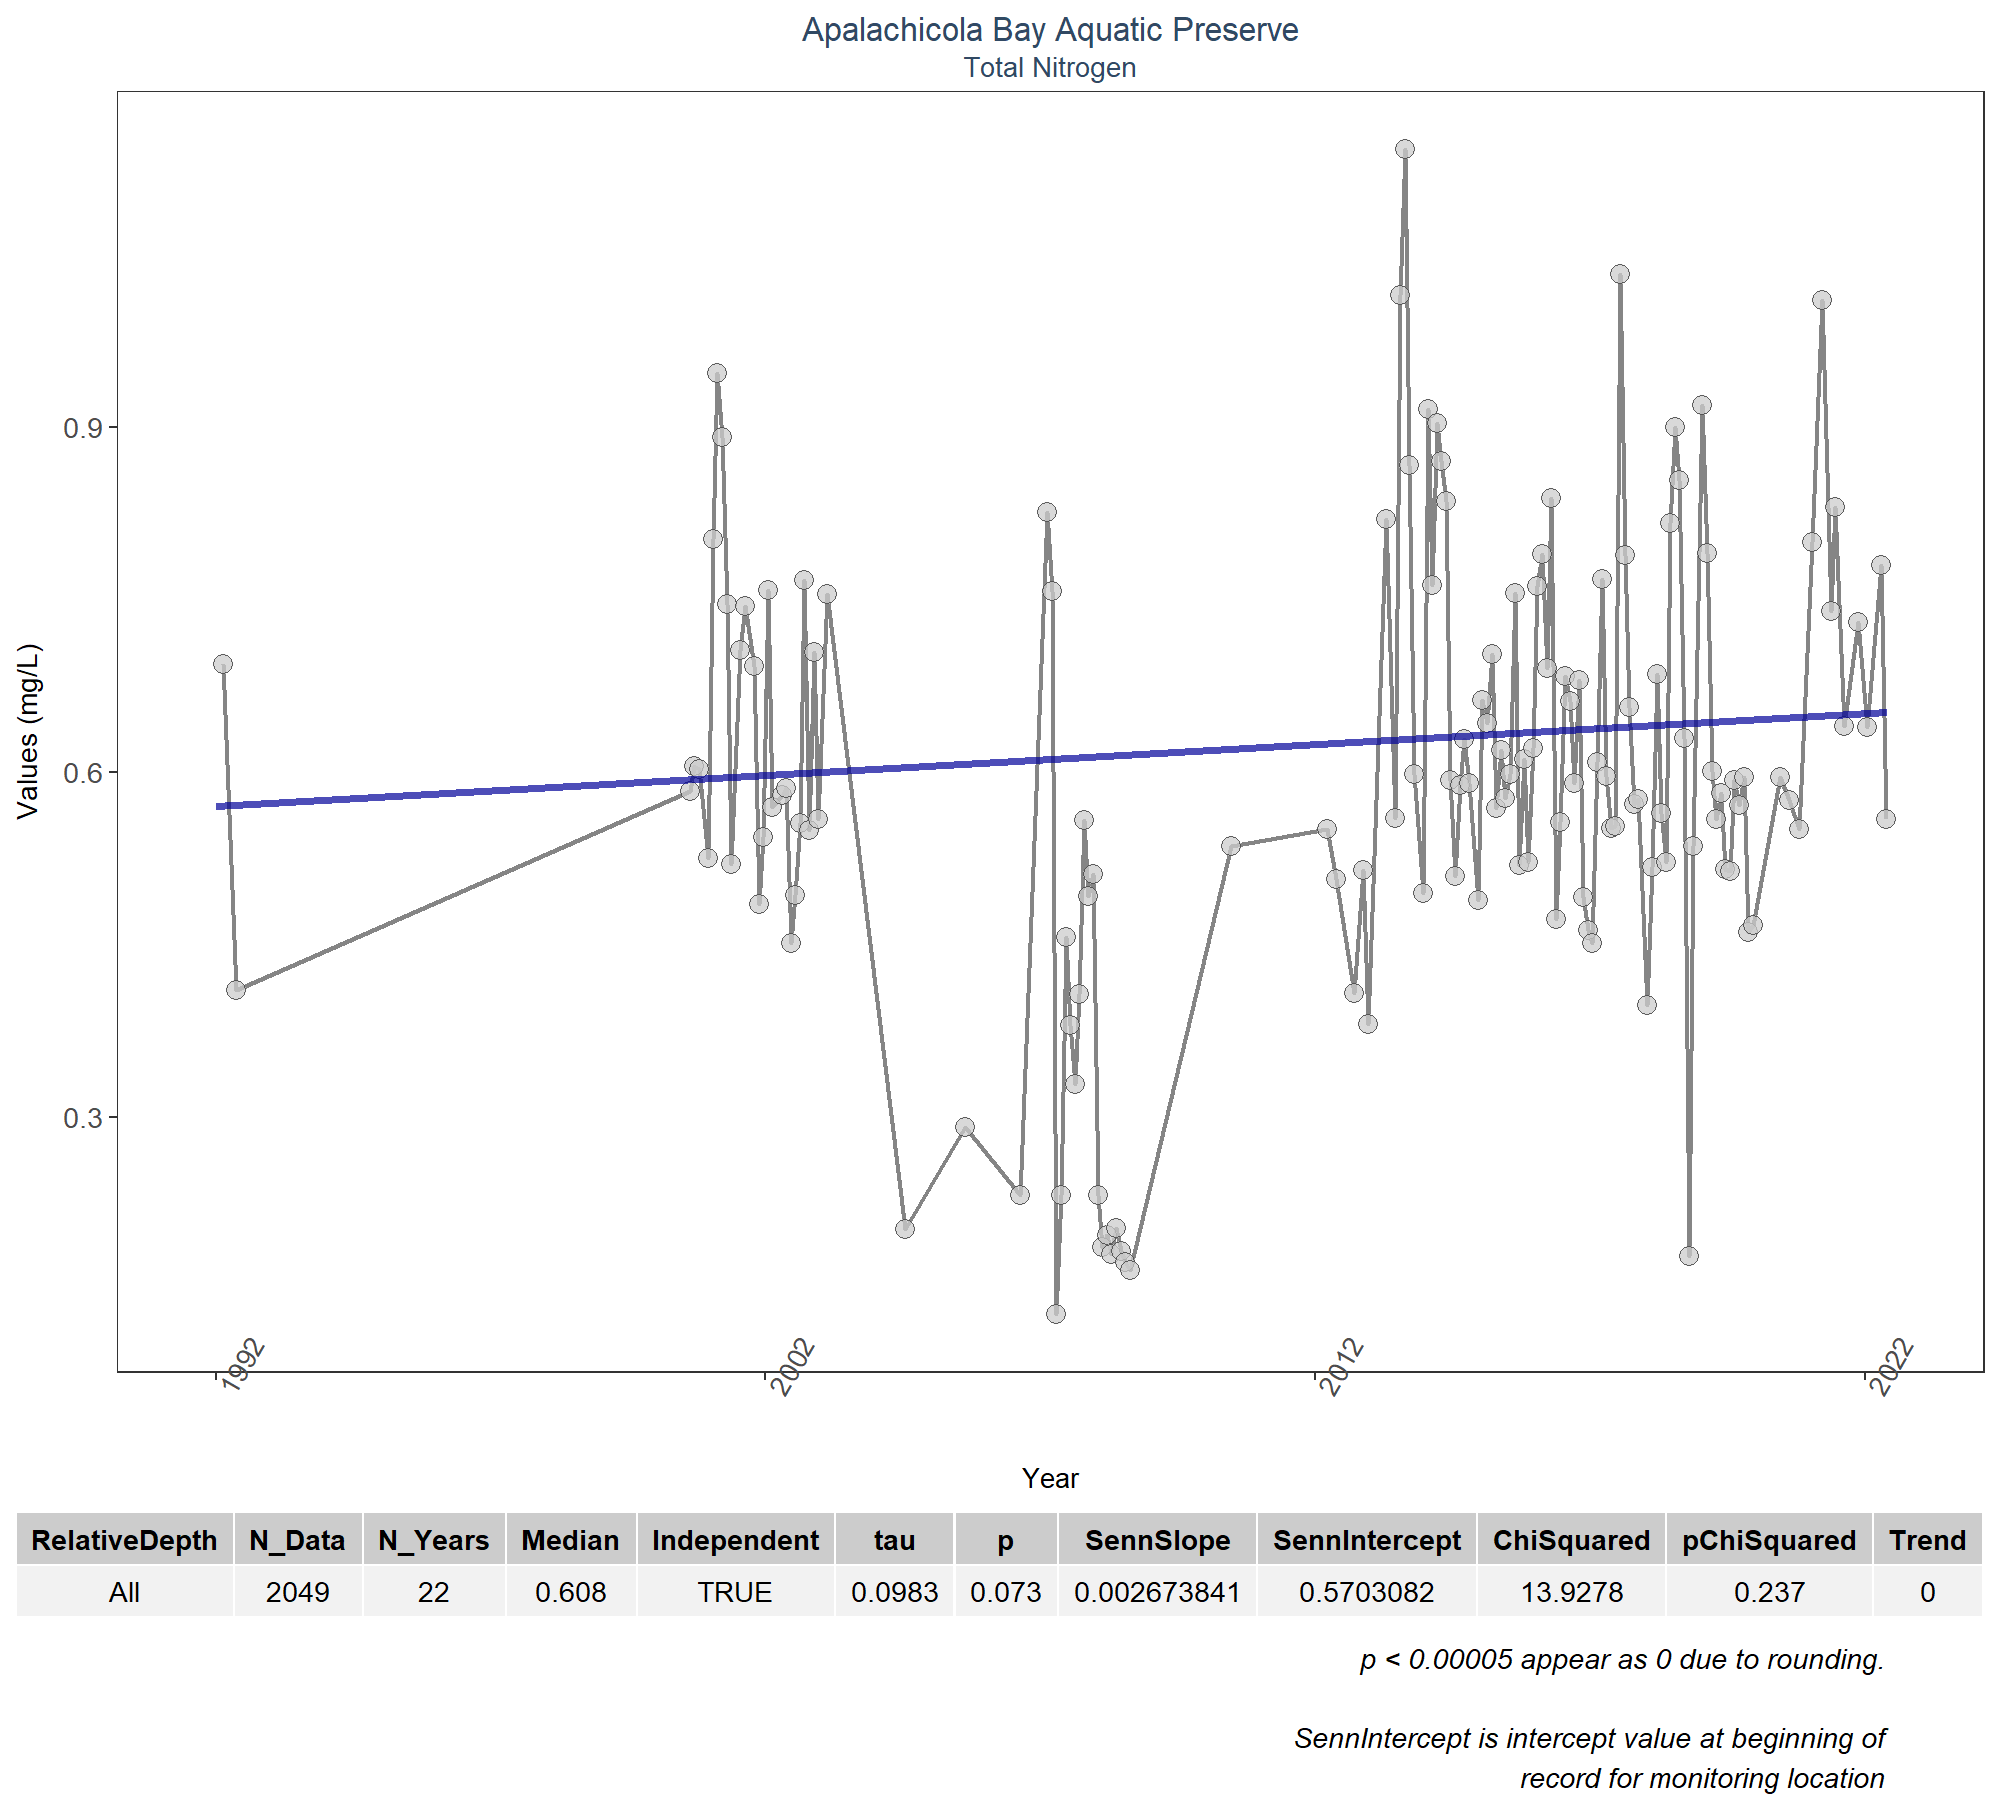 Apalachicola Bay Aquatic Preserve
Total Nitrogen
Values (mg/L)
0.9
0.6
0.3
1992 2002 2012 2022
Year
RelativeDepth N_Data N_Years Median Independent tau p SennSlope SennIntercept ChiSquared pChiSquared Trend
All 2049 22 0.608 TRUE 0.0983 0.073 0.002673841 0.5703082 13.9278 0.237 0
p < 0.00005 appear as 0 due to rounding.
SennIntercept is intercept value at beginning of
record for monitoring location